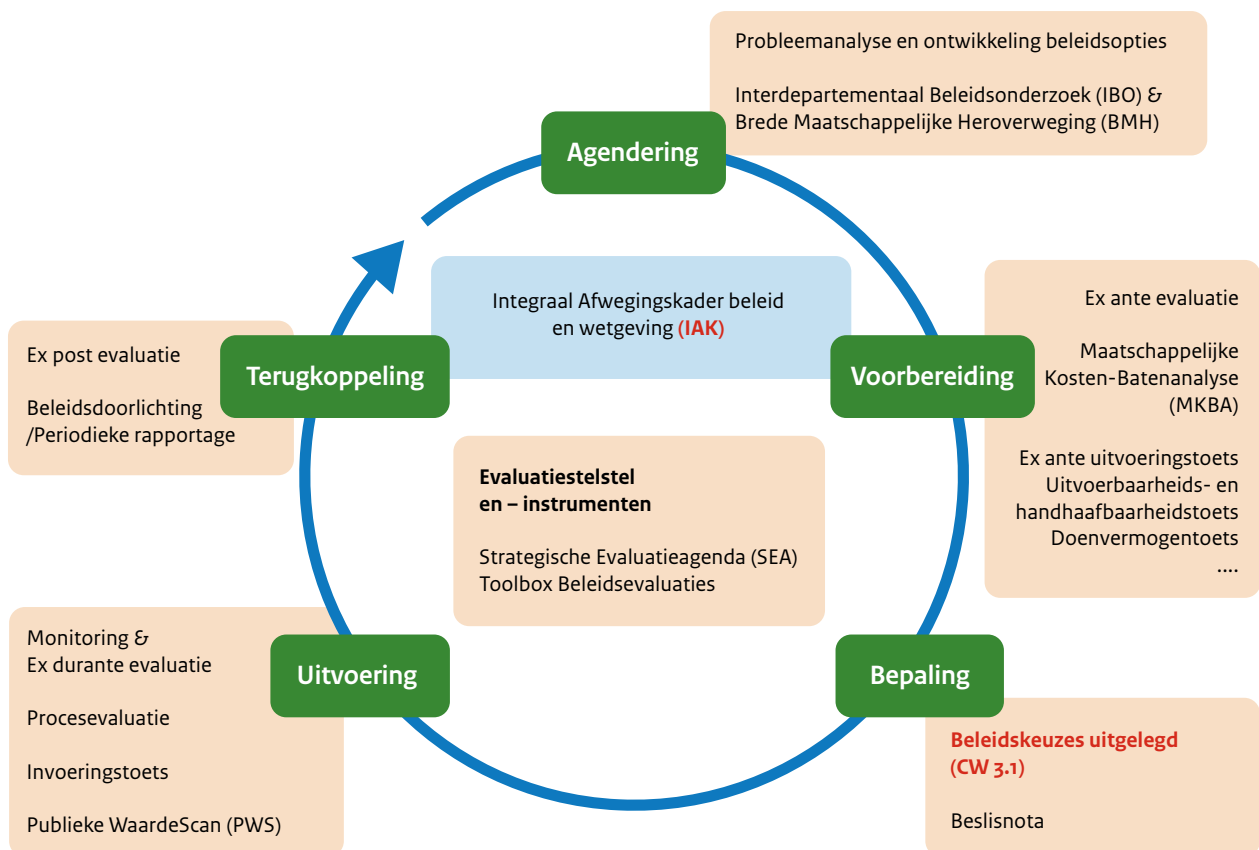 Probleemanalyse en ontwikkeling beleidsopties
Interdepartementaal Beleidsonderzoek (IBO) &
Brede Maatschappelijke Heroverweging (BMH)
Agendering
Integraal Afwegingskader beleid
en wetgeving (IAK)
Ex ante evaluatie
Maatschappelijke
Kosten-Batenanalyse
(MKBA)
Ex ante uitvoeringstoets
Uitvoerbaarheids- en
handhaafbaarheidstoets
Doenvermogentoets
....
Voorbereiding
Ex post evaluatie
Beleidsdoorlichting
/Periodieke rapportage
Terugkoppeling
Evaluatiestelstel
en – instrumenten
Strategische Evaluatieagenda (SEA)
Toolbox Beleidsevaluaties
Monitoring &
Ex durante evaluatie
Procesevaluatie
Invoeringstoets
Publieke WaardeScan (PWS)
Uitvoering
Bepaling
Beleidskeuzes uitgelegd
(CW 3.1)
Beslisnota